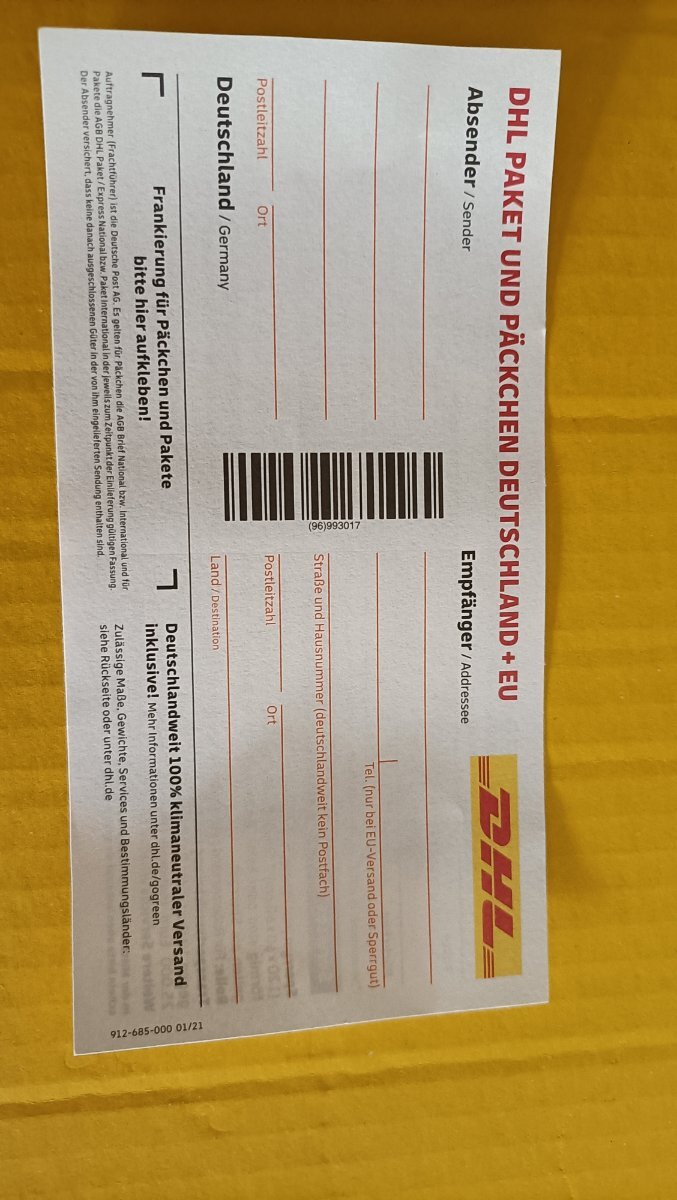 DHL PAKET UND PÄCKCHEN DEUTSCHLAND + EU
DHL
Absender / Sender
Postleitzahl
Ort
Deutschland / Germany
(96)993017
Empfänger / Addressee
Tel. (nur bei EU-Versand oder Sperrgut)
Straße und Hausnummer (deutschlandweit kein Postfach)
Postleitzahl
Ort
Land / Destination
Frankierung für Päckchen und Pakete
bitte hier aufkleben!
Auftragnehmer (Frachtführer) ist die Deutsche Post AG. Es gelten für Päckchen die AGB Brief National bzw. International und für
Pakete die AGB DHL Paket / Express National bzw. Paket International in der jeweils zum Zeitpunkt der Einlieferung gültigen Fassung.
Der Absender versichert, dass keine danach ausgeschlossenen Güter in der von ihm eingelieferten Sendung enthalten sind.
Deutschlandweit 100% klimaneutraler Versand
inklusive! Mehr Informationen unter dhl.de/gogreen
Zulässige Maße, Gewichte, Services und Bestimmungsländer:
siehe Rückseite oder unter dhl.de
912-685-000 01/21